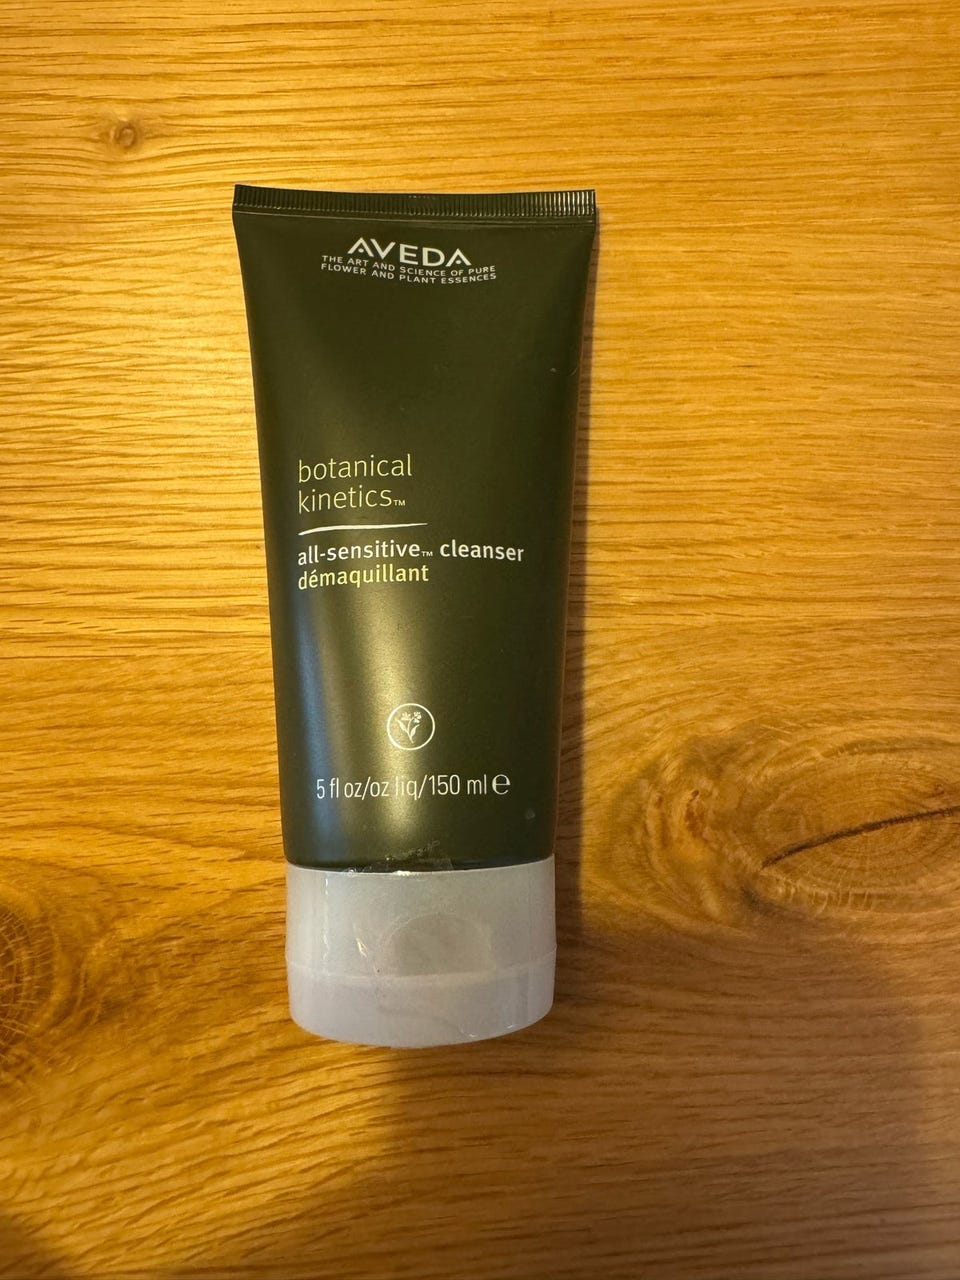 AVEDA
THE ART AND SCIENCE OF PURE
FLOWER AND PLANT ESSENCES
botanical
kinetics™
all-sensitive™ cleanser
démaquillant
5 fl oz/oz liq/150 ml ℮